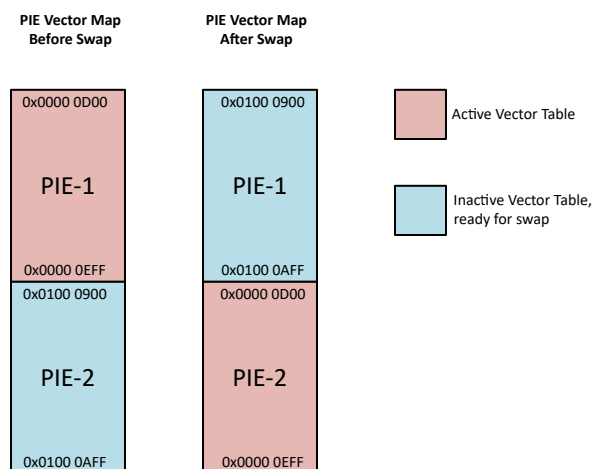 PIE Vector Map
Before Swap
PIE Vector Map
After Swap
0x0000 0D00
PIE-1
0x0000 0EFF
0x0100 0900
PIE-2
0x0100 0AFF
0x0100 0900
PIE-1
0x0100 0AFF
0x0000 0D00
PIE-2
0x0000 0EFF
Active Vector Table
Inactive Vector Table,
ready for swap